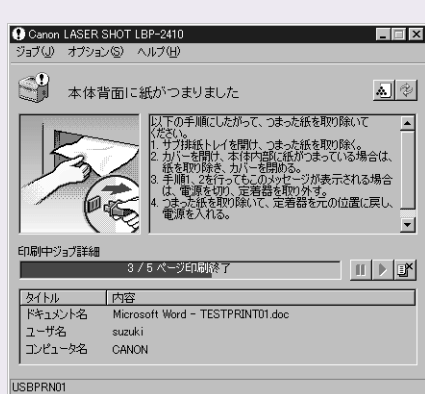 Canon LASER SHOT LBP-2410
ジョブ(J) オプション(S) ヘルプ(H)
本体背面に紙がつまりました
以下の手順にしたがって、つまった紙を取り除いて
ください。
1. サブ排紙トレイを開け、つまった紙を取り除く。
2. カバーを開け、本体内部に紙がつまっている場合は、
紙を取り除き、カバーを閉める。
3. 手順1、2を行ってもこのメッセージが表示される場合
は、電源を切り、定着器を取り外す。
4. つまった紙を取り除いて、定着器を元の位置に戻し、
電源を入れる。
印刷中ジョブ詳細
3 / 5 ページ印刷終了
タイトル 内容
ドキュメント名 Microsoft Word - TESTPRINT01.doc
ユーザ名 suzuki
コンピュータ名 CANON
USBPRN01